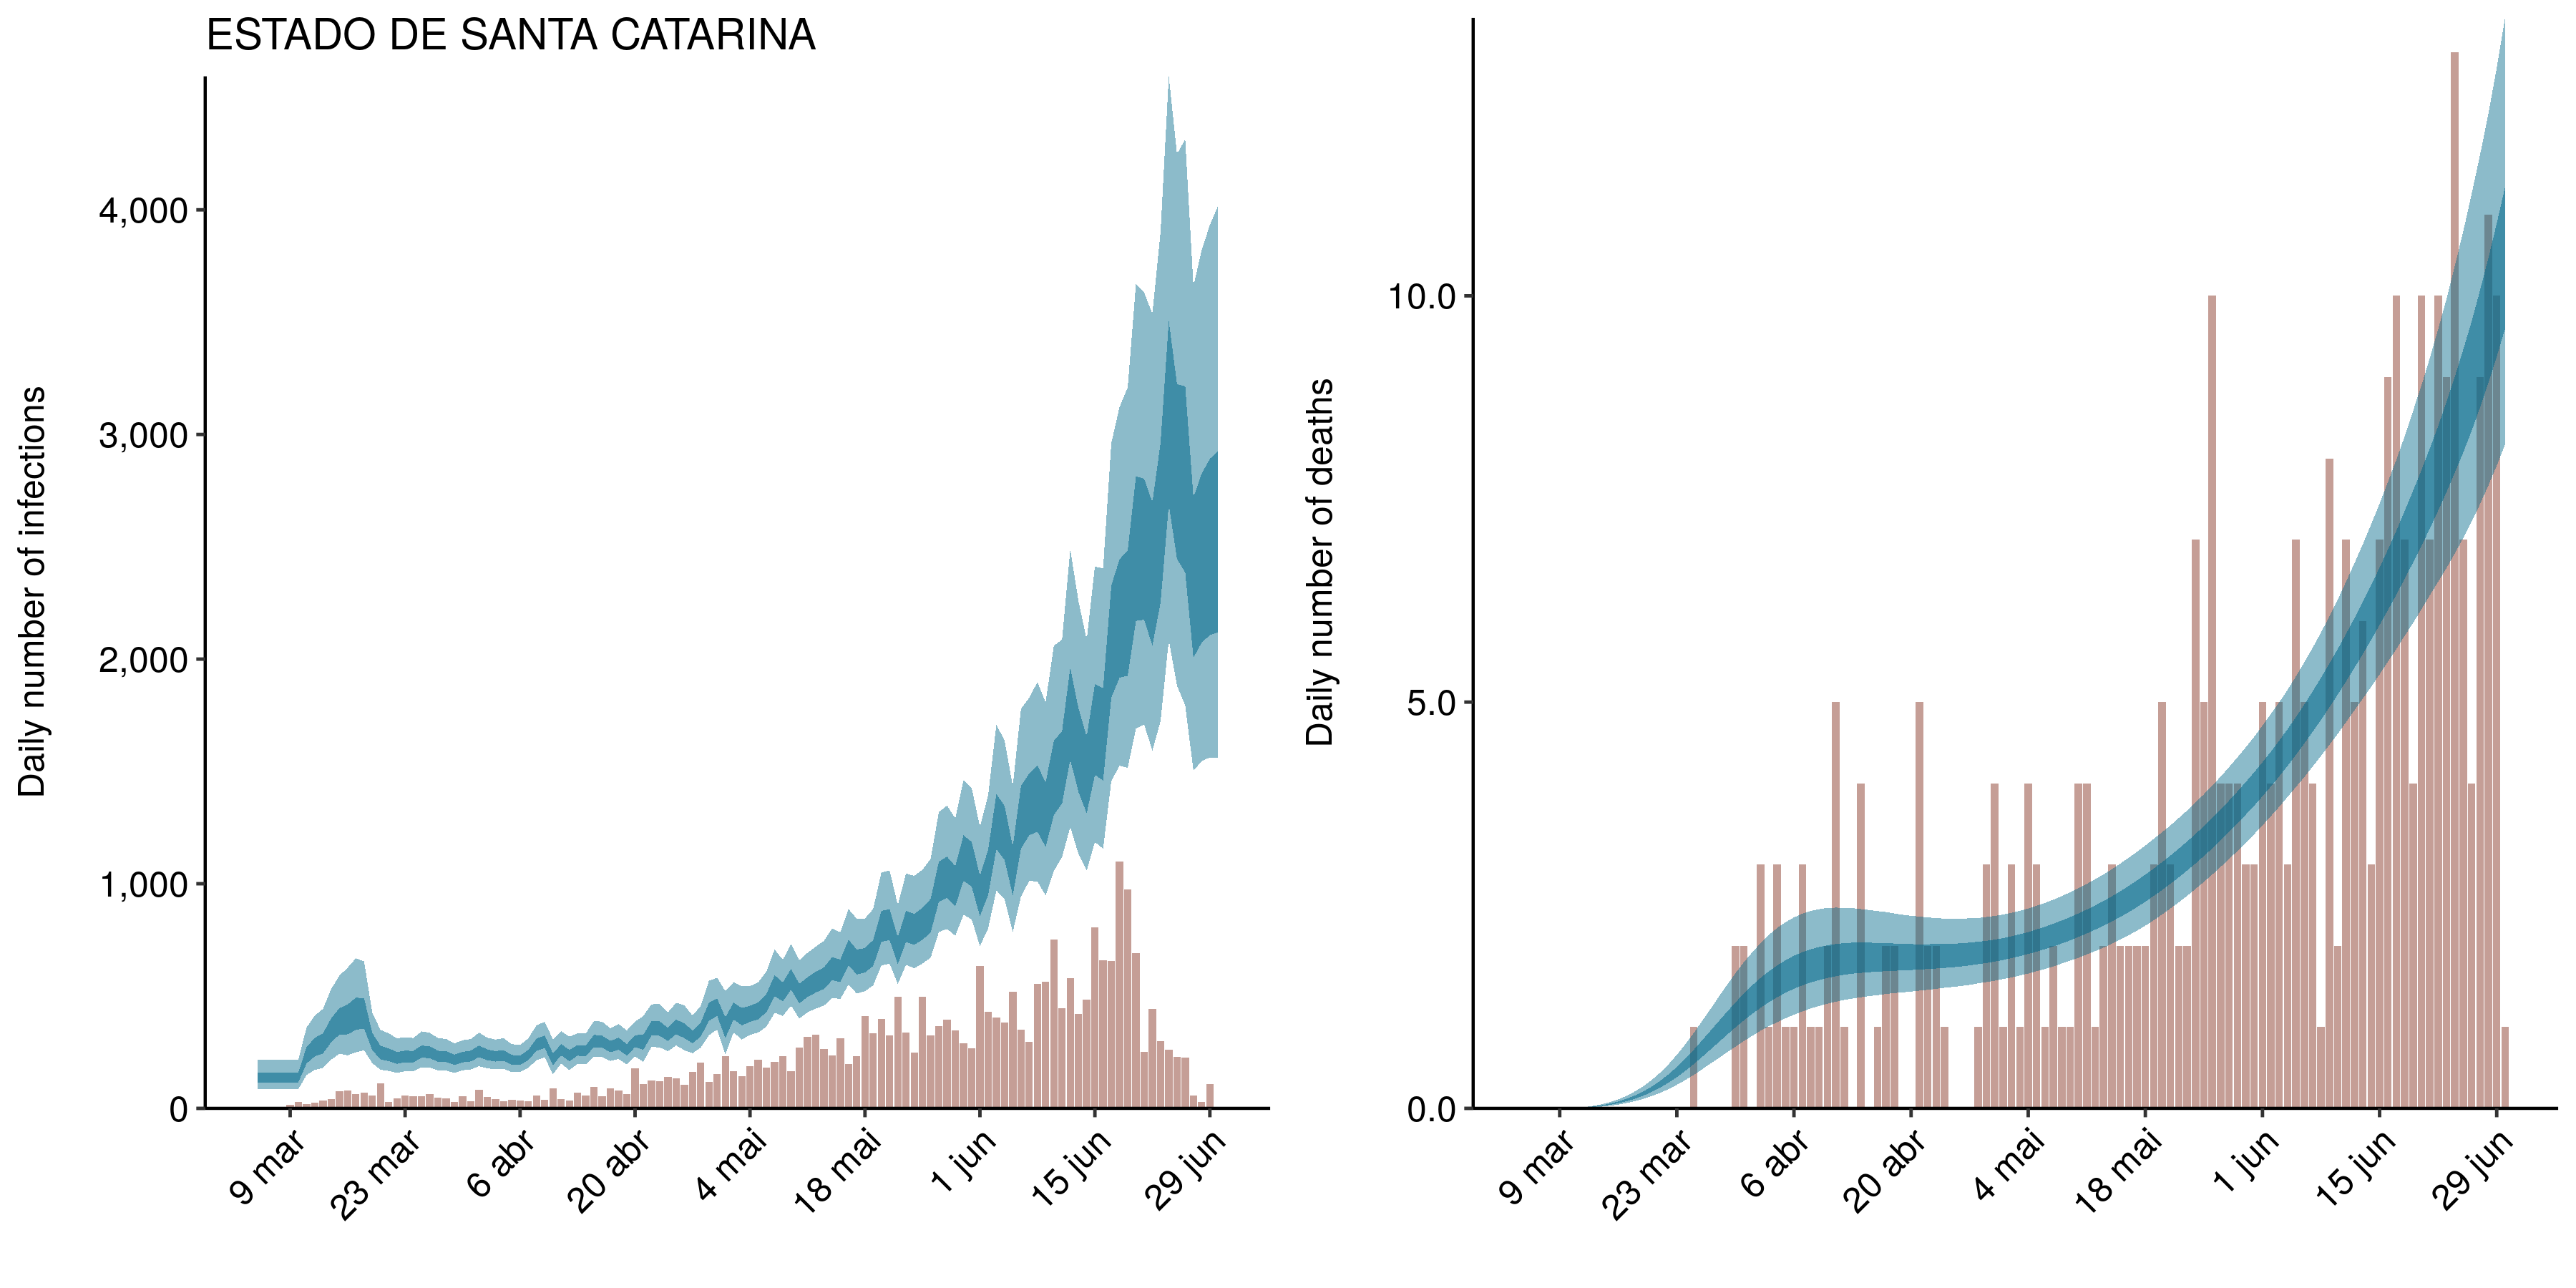 ESTADO DE SANTA CATARINA
Daily number of infections
4,000
3,000
2,000
1,000
0
9 mar
23 mar
6 abr
20 abr
4 mai
18 mai
1 jun
15 jun
29 jun
Daily number of deaths
10.0
5.0
0.0
9 mar
23 mar
6 abr
20 abr
4 mai
18 mai
1 jun
15 jun
29 jun